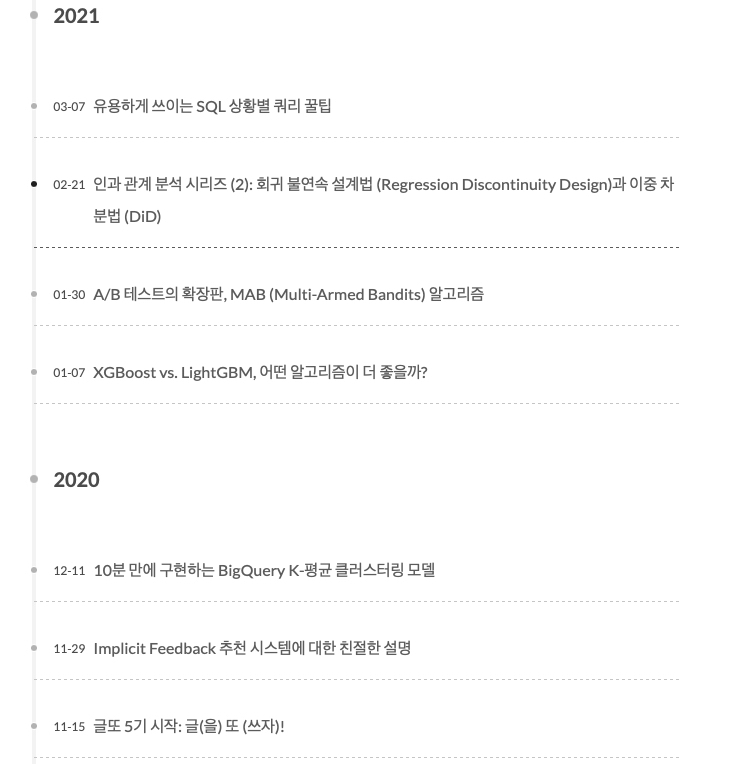 2021
03-07 유용하게 쓰이는 SQL 상황별 쿼리 꿀팁
02-21 인과 관계 분석 시리즈 (2): 회귀 불연속 설계법 (Regression Discontinuity Design)과 이중 차
분법 (DiD)
01-30 A/B 테스트의 확장판, MAB (Multi-Armed Bandits) 알고리즘
01-07 XGBoost vs. LightGBM, 어떤 알고리즘이 더 좋을까?
2020
12-11 10분 만에 구현하는 BigQuery K-평균 클러스터링 모델
11-29 Implicit Feedback 추천 시스템에 대한 친절한 설명
11-15 글또 5기 시작: 글(을) 또 (쓰자)!